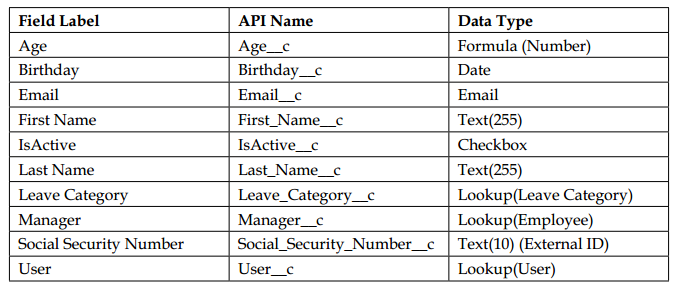 Field Label API Name Data Type
Age Age__c Formula (Number)
Birthday Birthday__c Date
Email Email__c Email
First Name First_Name__c Text(255)
IsActive IsActive__c Checkbox
Last Name Last_Name__c Text(255)
Leave Category Leave_Category__c Lookup(Leave Category)
Manager Manager__c Lookup(Employee)
Social Security Number Social_Security_Number__c Text(10) (External ID)
User User__c Lookup(User)